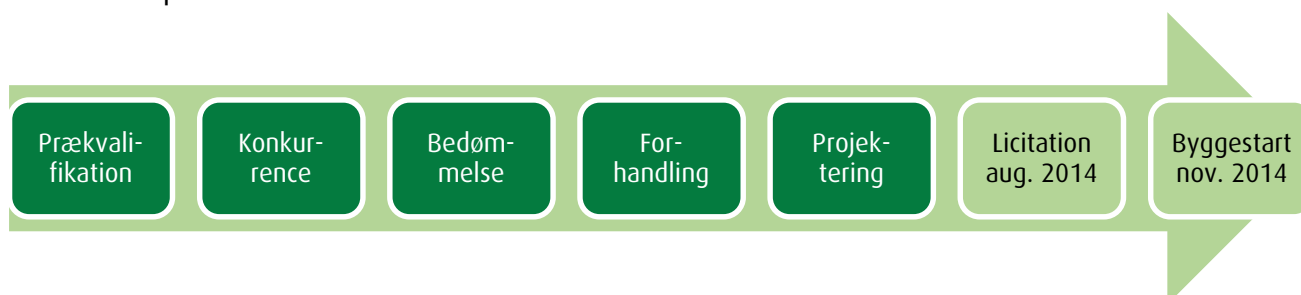 Prækvali-
fikation
Konkur-
rence
Bedøm-
melse
For-
handling
Projek-
tering
Licitation
aug. 2014
Byggestart
nov. 2014